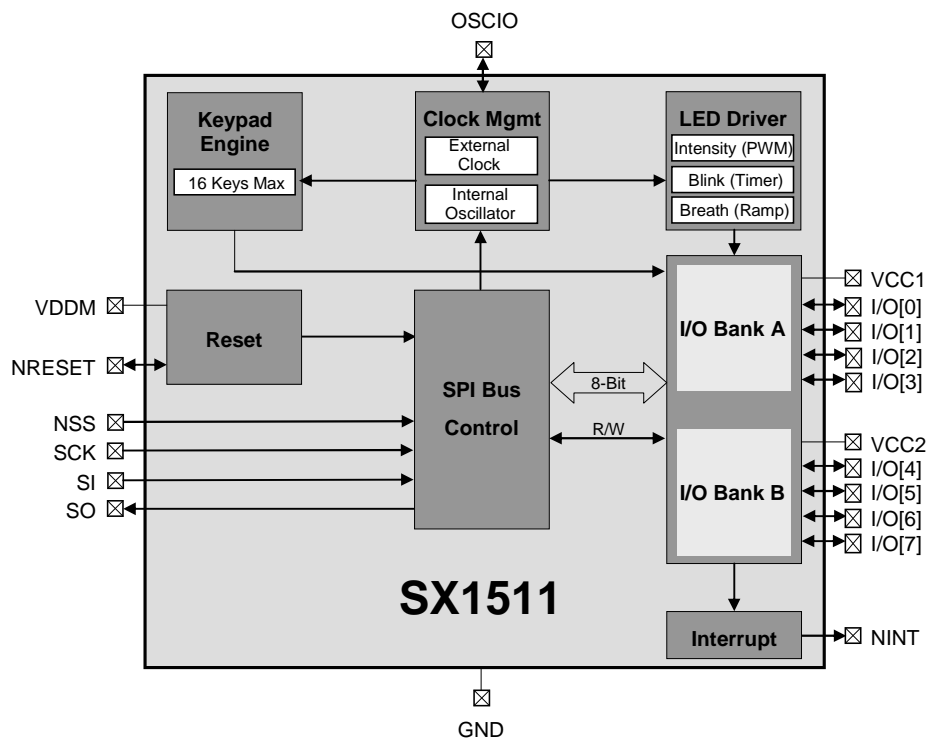 OSCIO
Keypad
Engine
16 Keys Max
Clock Mgmt
External
Clock
Internal
Oscillator
LED Driver
Intensity (PWM)
Blink (Timer)
Breath (Ramp)
VDDM
NRESET
Reset
NSS
SCK
SI
SO
SPI Bus
Control
8-Bit
R/W
I/O Bank A
I/O Bank B
VCC1
I/O[0]
I/O[1]
I/O[2]
I/O[3]
VCC2
I/O[4]
I/O[5]
I/O[6]
I/O[7]
SX1511
Interrupt
NINT
GND